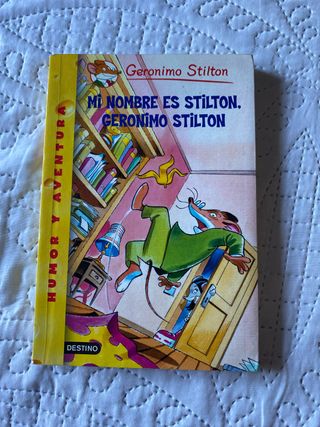 Geronimo Stilton
MI NOMBRE ES STILTON,
GERONIMO STILTON
HUMOR Y AVENTURA
DESTINO